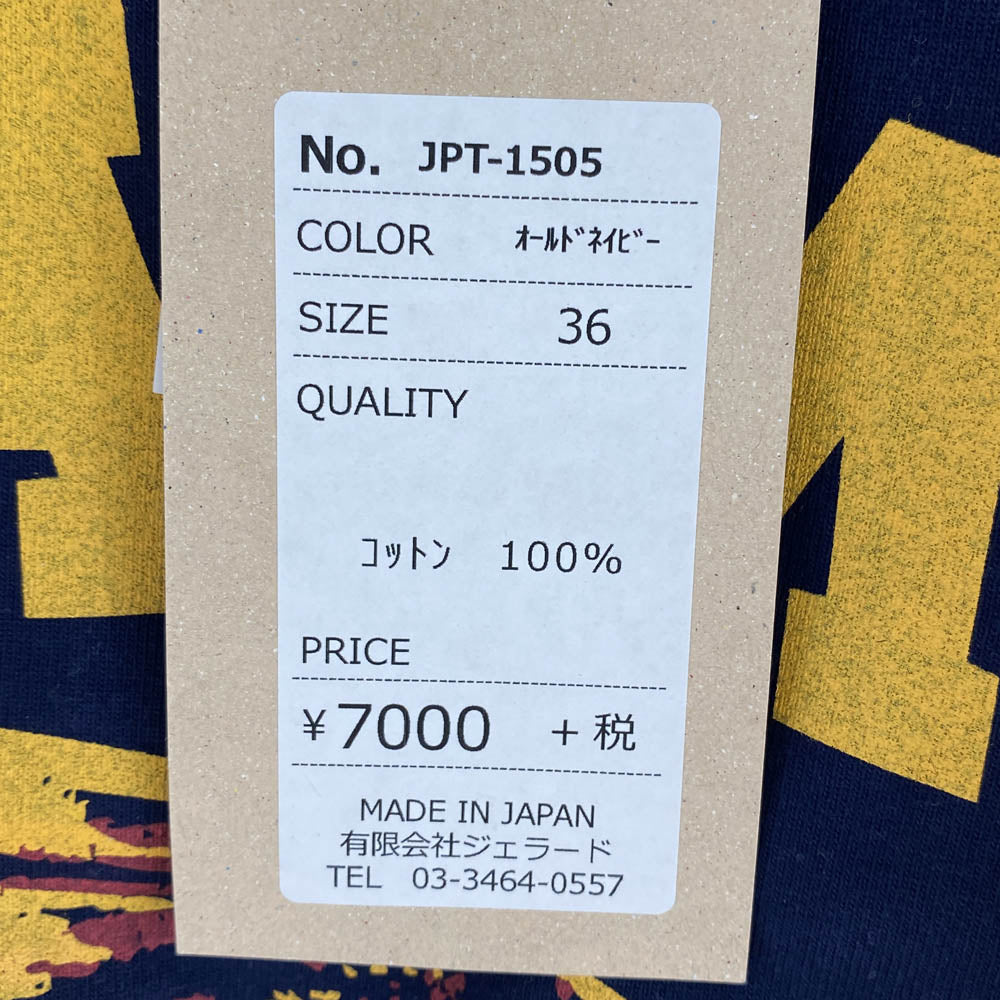 No. JPT-1505
COLOR ｵｰﾙﾄﾞﾈｲﾋﾞｰ
SIZE 36
QUALITY
コットン 100%
PRICE
¥7000 +税
MADE IN JAPAN
有限会社ジェラード
TEL 03-3464-0557